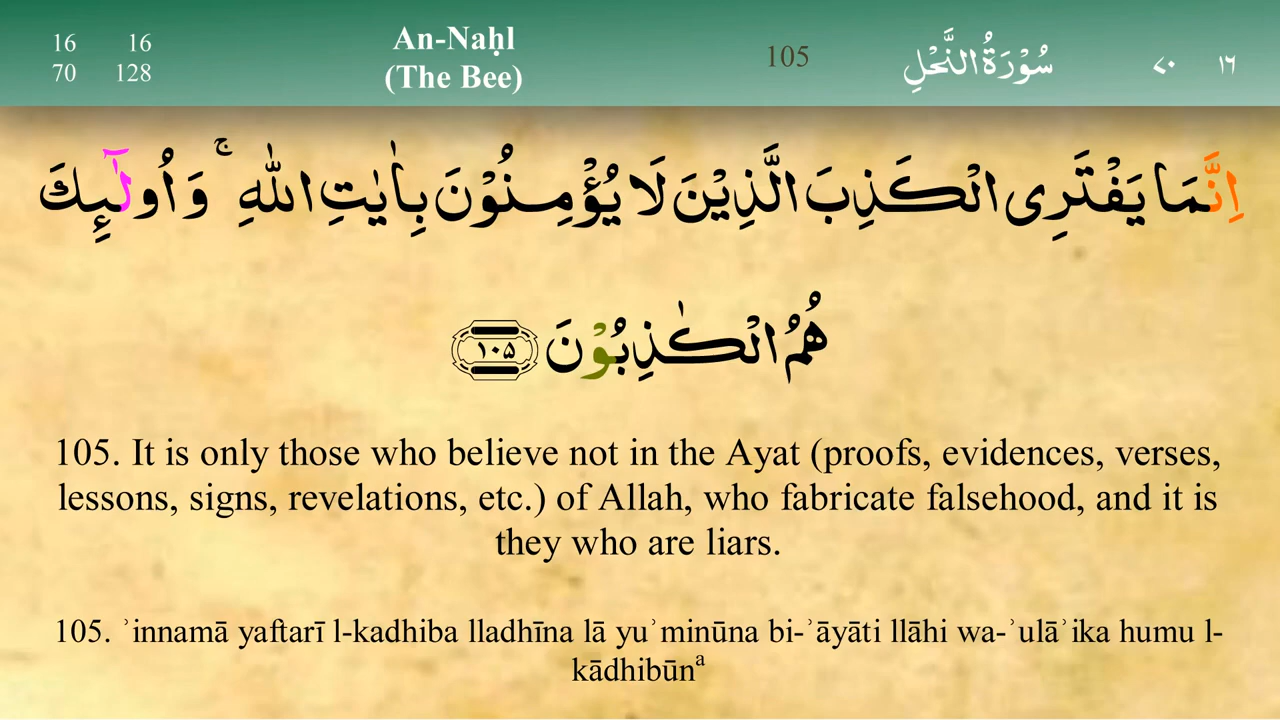 16 16 An-Naḥl 105 سُوْرَةُ النَّحْلِ ٧٠ ١٦
70 128 (The Bee)
اِنَّمَا يَفْتَرِى الْكَذِبَ الَّذِيْنَ لَا يُؤْمِنُوْنَ بِاٰيٰتِ اللّٰهِ ۚ وَ اُولٰٓئِكَ
هُمُ الْكٰذِبُوْنَ ١٠٥
105. It is only those who believe not in the Ayat (proofs, evidences, verses,
lessons, signs, revelations, etc.) of Allah, who fabricate falsehood, and it is
they who are liars.
105. ʾinnamā yaftarī l-kadhiba lladhīna lā yuʾminūna bi-ʾāyāti llāhi wa-ʾulāʾika humu l-
kādhibūnᵃ